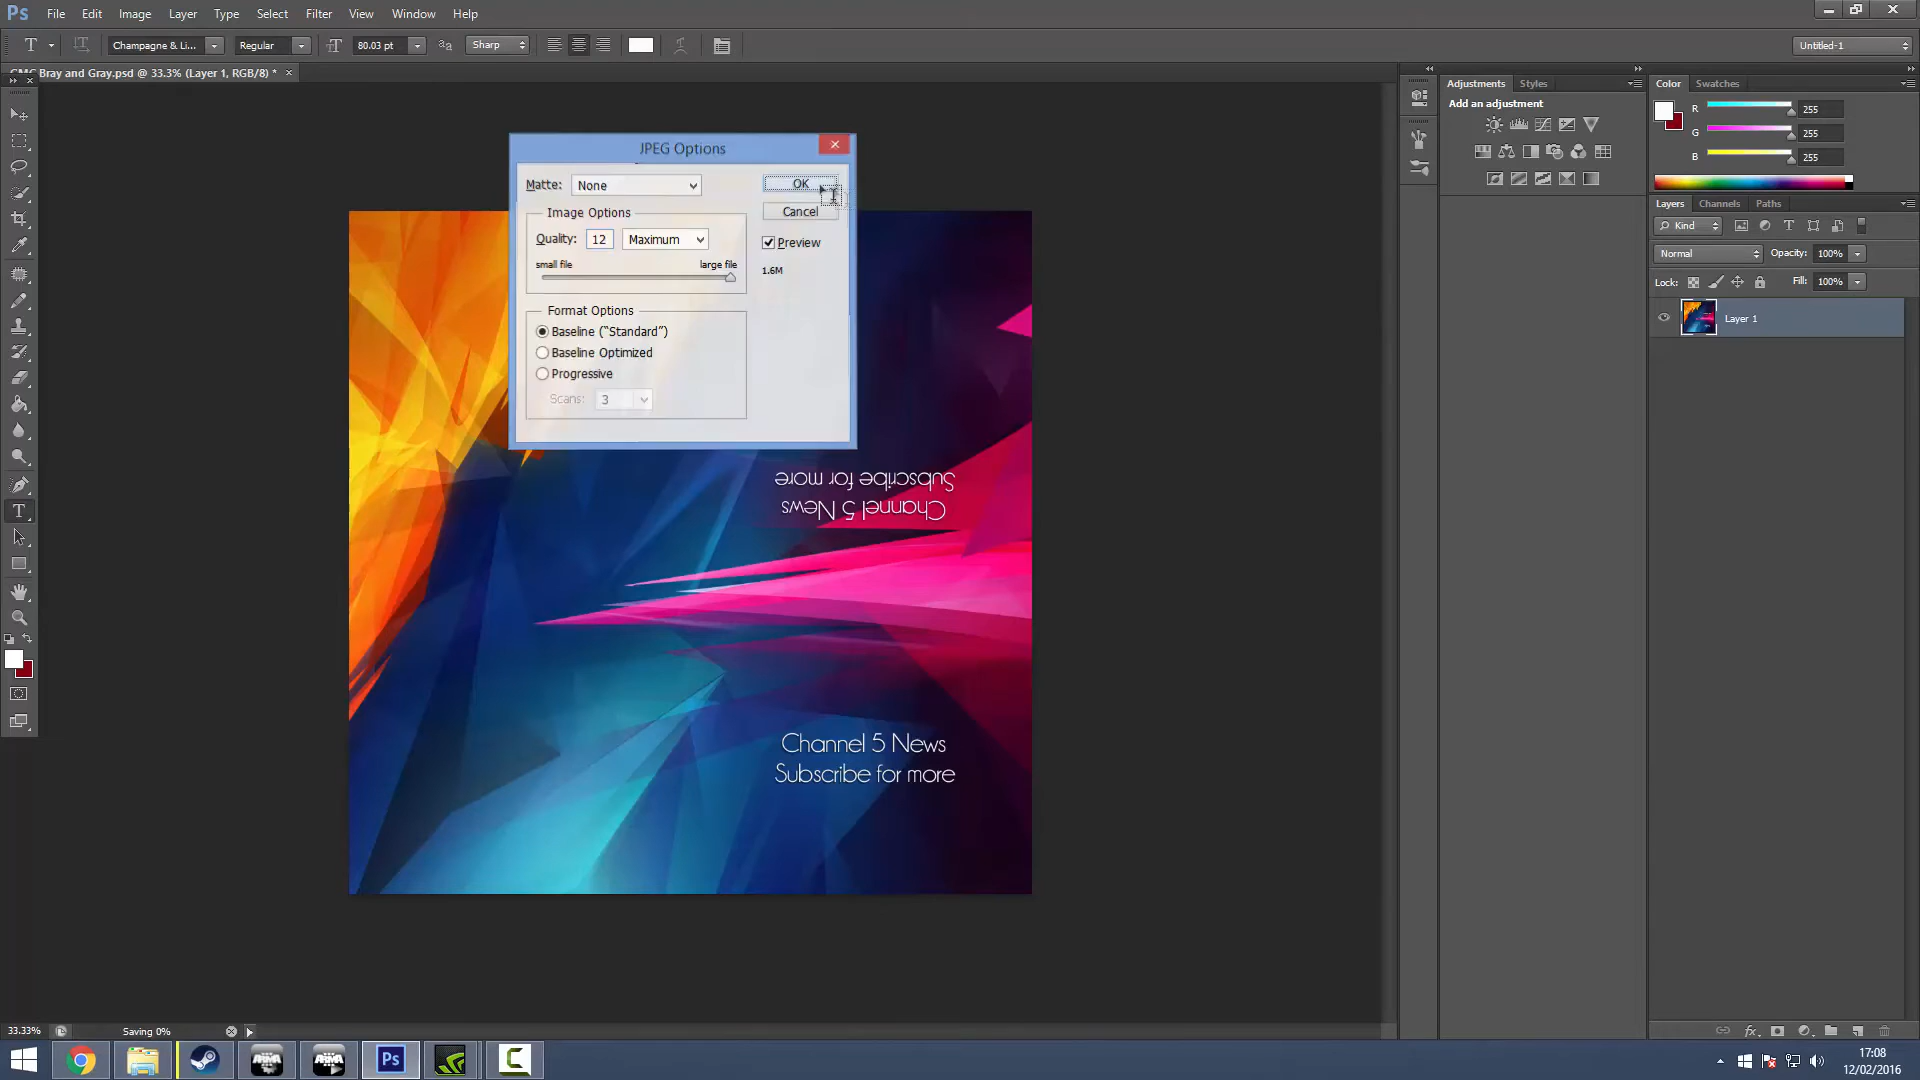 Ps File Edit Image Layer Type Select Filter View Window Help
T Champagne & Li... Regular 80.03 pt Sharp Untitled-1
Bray and Gray.psd @ 33.3% (Layer 1, RGB/8) * ×
JPEG Options
Matte: None
OK
Cancel
Image Options
Quality: 12 Maximum
Preview
small file large file
1.6M
Format Options
Baseline (“Standard”)
Baseline Optimized
Progressive
Scans: 3
Subscribe for more
Channel 5 News
Channel 5 News
Subscribe for more
Adjustments Styles
Add an adjustment
Color Swatches
R 255
G 255
B 255
Layers Channels Paths
Kind
Normal Opacity: 100%
Lock: Fill: 100%
Layer 1
33.33% Saving 0%
Ps
17:08
12/02/2016